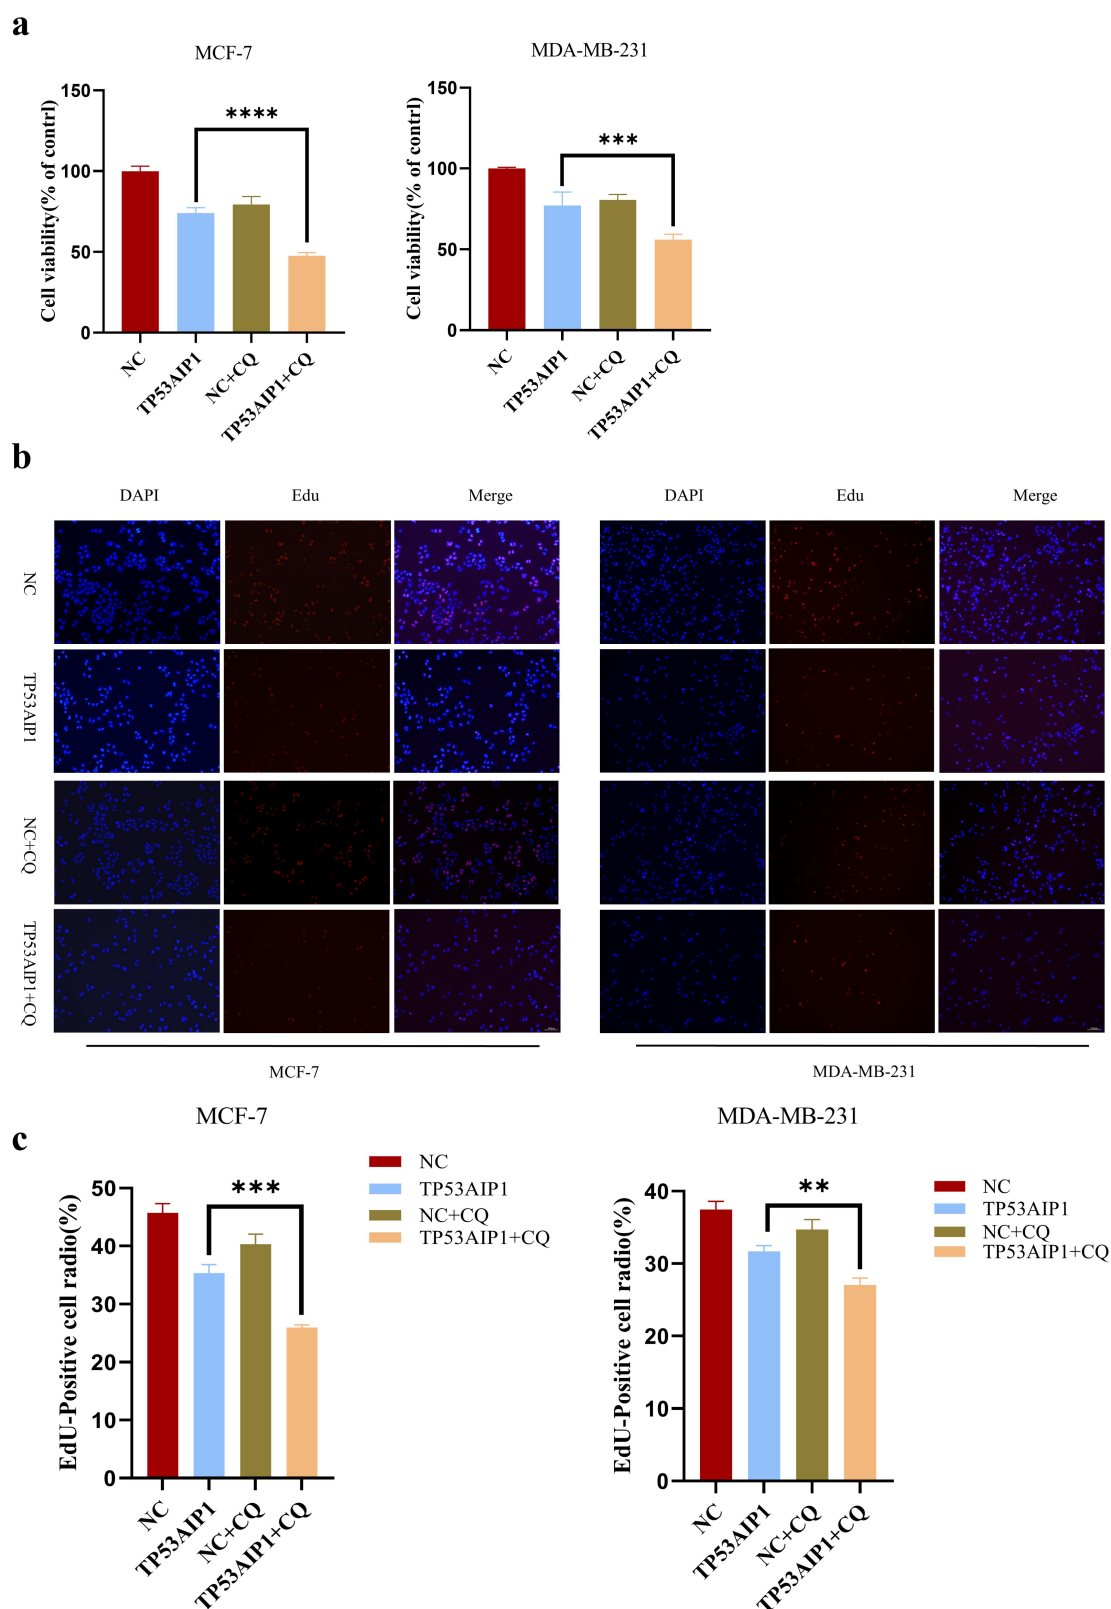 a
MCF-7
MDA-MB-231
Cell viability(% of contrl)
150
100
50
0
****
NC
TP53AIP1
NC+CQ
TP53AIP1+CQ
Cell viability(% of contrl)
150
100
50
0
***
NC
TP53AIP1
NC+CQ
TP53AIP1+CQ
b
DAPI
Edu
Merge
DAPI
Edu
Merge
NC
TP53AIP1
NC+CQ
TP53AIP1+CQ
MCF-7
MDA-MB-231
c
MCF-7
MDA-MB-231
EdU-Positive cell radio(%)
50
40
30
20
10
0
***
NC
TP53AIP1
NC+CQ
TP53AIP1+CQ
NC
TP53AIP1
NC+CQ
TP53AIP1+CQ
EdU-Positive cell radio(%)
40
30
20
10
0
**
NC
TP53AIP1
NC+CQ
TP53AIP1+CQ
NC
TP53AIP1
NC+CQ
TP53AIP1+CQ